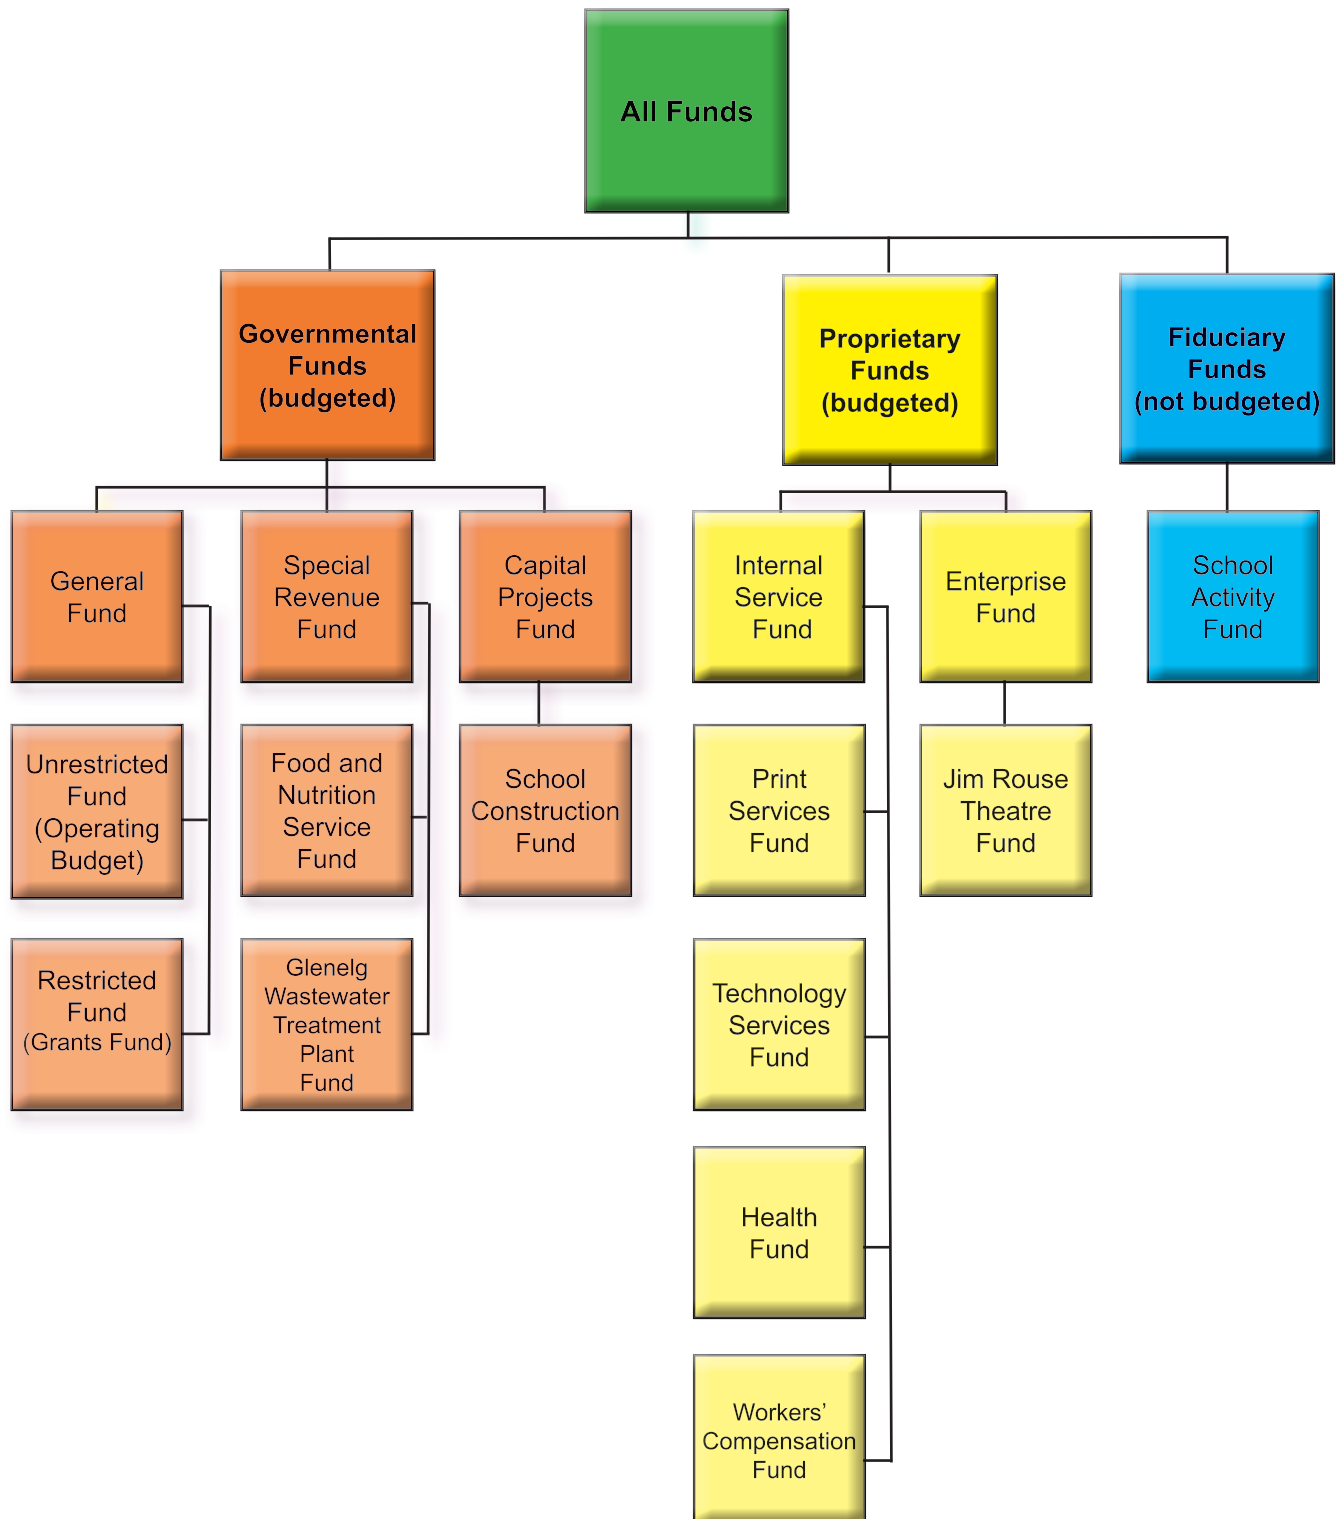 All Funds
Governmental
Funds
(budgeted)
Proprietary
Funds
(budgeted)
Fiduciary
Funds
(not budgeted)
General
Fund
Special
Revenue
Fund
Capital
Projects
Fund
Internal
Service
Fund
Enterprise
Fund
School
Activity
Fund
Unrestricted
Fund
(Operating
Budget)
Food and
Nutrition
Service
Fund
School
Construction
Fund
Print
Services
Fund
Jim Rouse
Theatre
Fund
Restricted
Fund
(Grants Fund)
Glenelg
Wastewater
Treatment
Plant
Fund
Technology
Services
Fund
Health
Fund
Workers’
Compensation
Fund